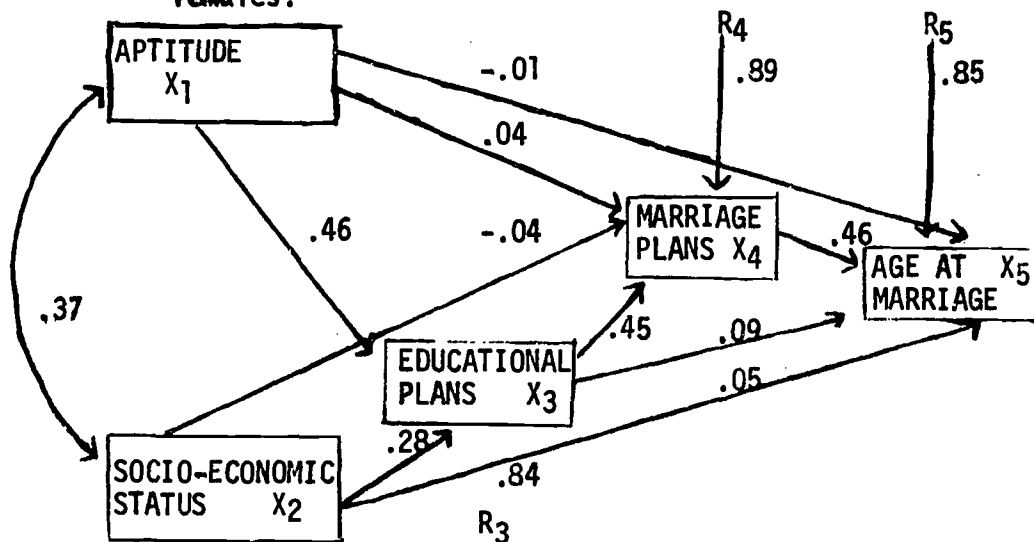 R4
R5
APTITUDE
X1
-.01
.89
.85
.04
.46
-.04
MARRIAGE
PLANS X4
.46
AGE AT X5
MARRIAGE
.37
.45
.09
EDUCATIONAL
PLANS X3
.05
.28
SOCIO-ECONOMIC
STATUS X2
.84
R3